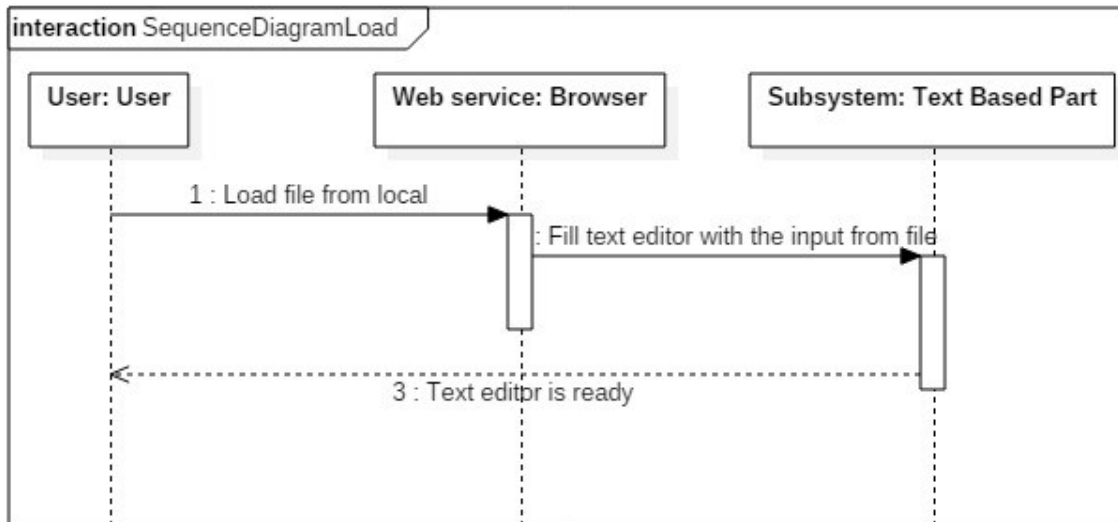 interaction SequenceDiagramLoad
User: User
Web service: Browser
Subsystem: Text Based Part
1 : Load file from local
: Fill text editor with the input from file
3 : Text editor is ready